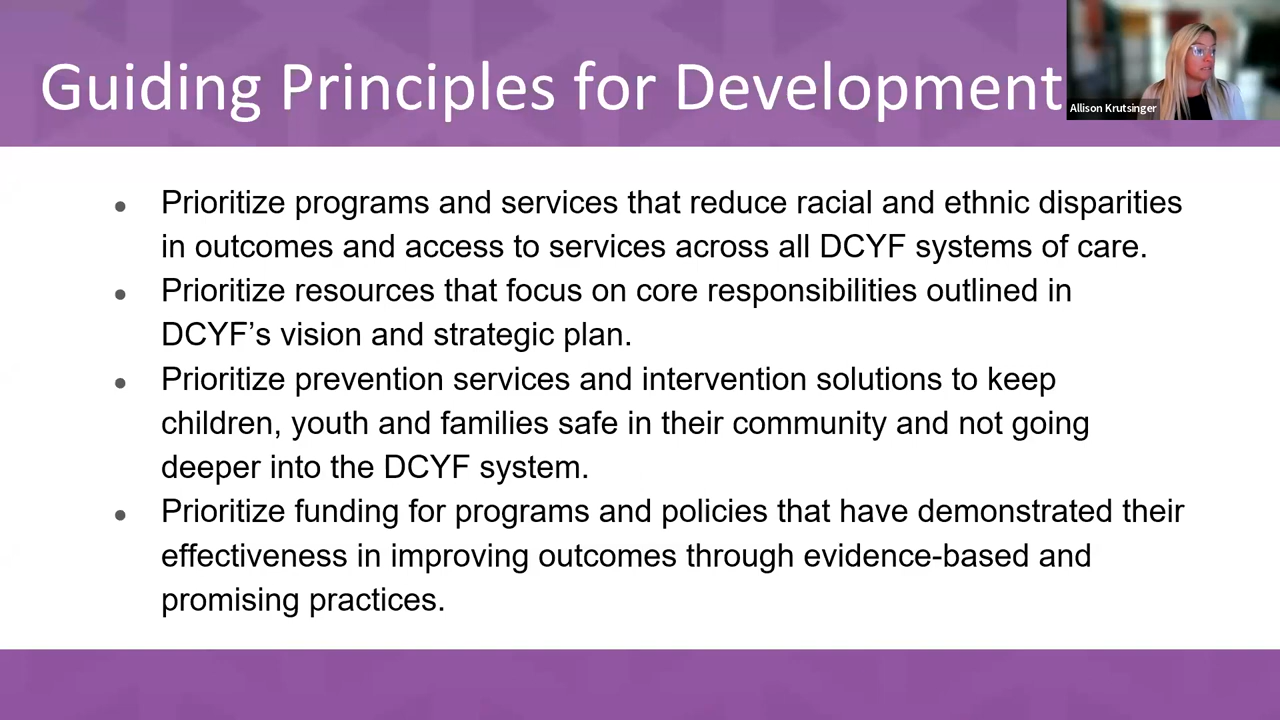 Guiding Principles for Development
Allison Krutsinger
● Prioritize programs and services that reduce racial and ethnic disparities
in outcomes and access to services across all DCYF systems of care.
● Prioritize resources that focus on core responsibilities outlined in
DCYF’s vision and strategic plan.
● Prioritize prevention services and intervention solutions to keep
children, youth and families safe in their community and not going
deeper into the DCYF system.
● Prioritize funding for programs and policies that have demonstrated their
effectiveness in improving outcomes through evidence-based and
promising practices.